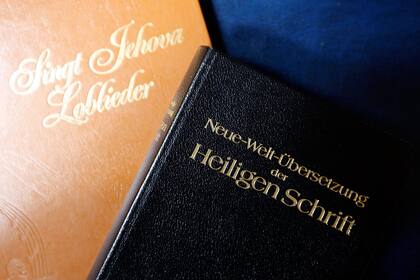 Singt Jehova
Loblieder
Neue-Welt-Übersetzung
der
Heiligen Schrift